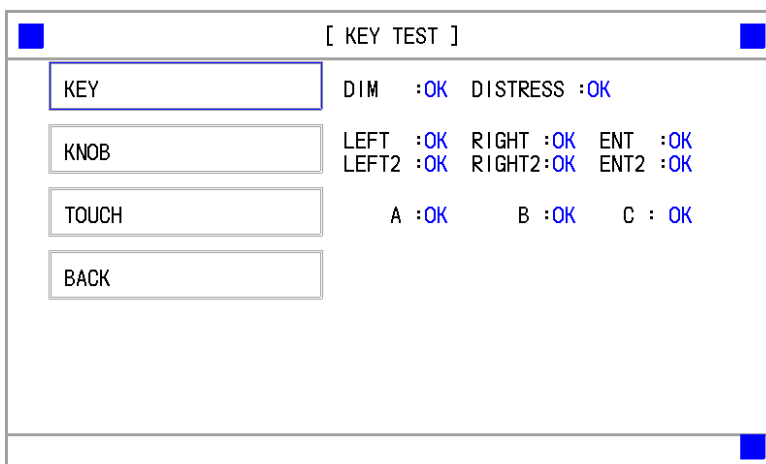 [ KEY TEST ]
KEY
DIM :OK DISTRESS :OK
KNOB
LEFT :OK RIGHT :OK ENT :OK
LEFT2 :OK RIGHT2:OK ENT2 :OK
TOUCH
A :OK B :OK C : OK
BACK